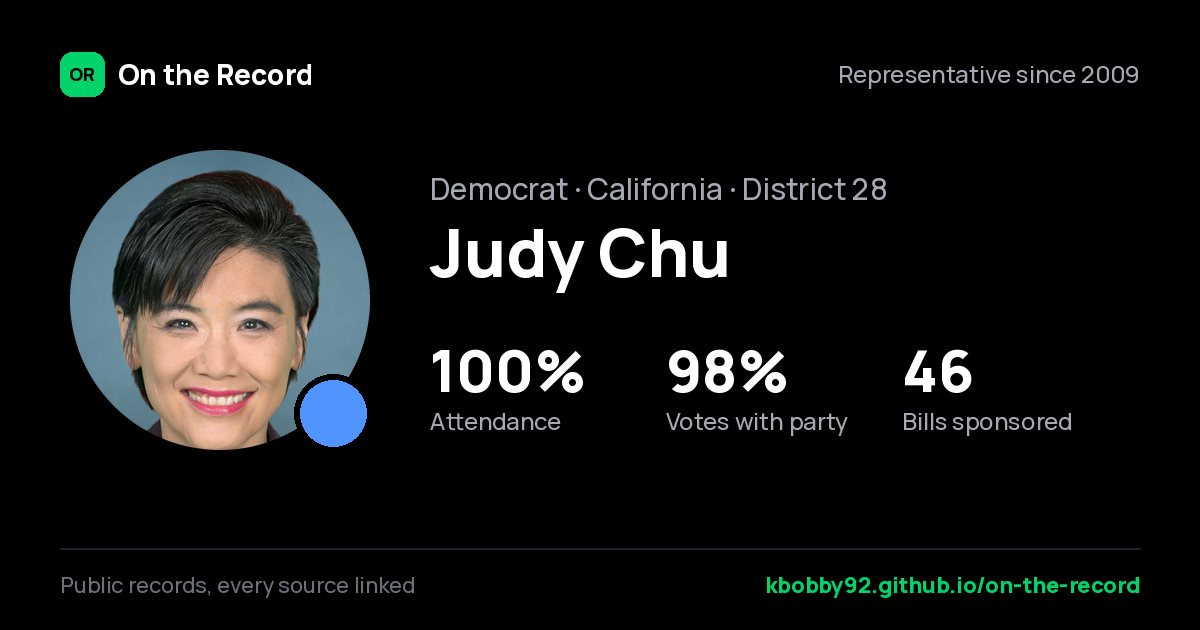 OR On the Record
Representative since 2009
Democrat · California · District 28
Judy Chu
100% 98% 46
Attendance Votes with party Bills sponsored
Public records, every source linked
kbobby92.github.io/on-the-record